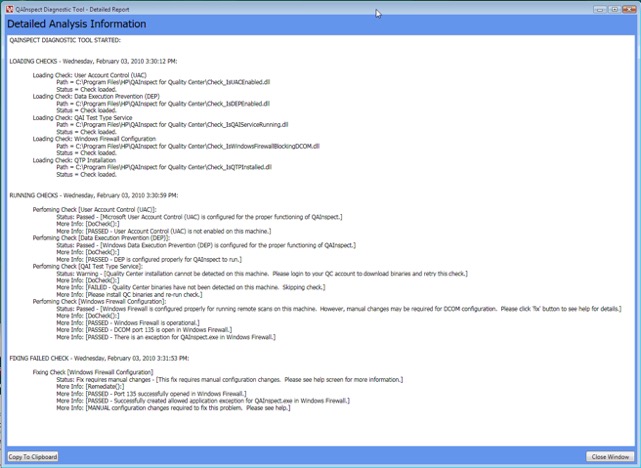 QAInspect Diagnostic Tool - Detailed Report
Detailed Analysis Information
QAINSPECT DIAGNOSTIC TOOL STARTED:
LOADING CHECKS - Wednesday, February 03, 2010 3:30:12 PM:
Loading Check: User Account Control (UAC)
Path = C:\Program Files\HP\QAInspect for Quality Center\Check_IsUACEnabled.dll
Status = Check loaded.
Loading Check: Data Execution Prevention (DEP)
Path = C:\Program Files\HP\QAInspect for Quality Center\Check_IsDEPEnabled.dll
Status = Check loaded.
Loading Check: QAI Test Type Service
Path = C:\Program Files\HP\QAInspect for Quality Center\Check_IsQAIServiceRunning.dll
Status = Check loaded.
Loading Check: Windows Firewall Configuration
Path = C:\Program Files\HP\QAInspect for Quality Center\Check_IsWindowsFirewallBlockingDCOM.dll
Status = Check loaded.
Loading Check: QTP Installation
Path = C:\Program Files\HP\QAInspect for Quality Center\Check_IsQTPInstalled.dll
Status = Check loaded.
RUNNING CHECKS - Wednesday, February 03, 2010 3:30:59 PM:
Perfoming Check [User Account Control (UAC)]:
Status: Passed - [Microsoft User Account Control (UAC) is configured for the proper functioning of QAInspect.]
More Info: [DoCheck():]
More Info: [PASSED - User Account Control (UAC) is not enabled on this machine.]
Perfoming Check [Data Execution Prevention (DEP)]:
Status: Passed - [Windows Data Execution Prevention (DEP) is configured for the proper functioning of QAInspect.]
More Info: [DoCheck():]
More Info: [PASSED - DEP is configured properly for QAInspect to run.]
Perfoming Check [QAI Test Type Service]:
Status: Warning - [Quality Center installation cannot be detected on this machine. Please login to your QC account to download binaries and retry this check.]
More Info: [DoCheck():]
More Info: [FAILED - Quality Center binaries have not been detected on this machine. Skipping check.]
More Info: [Please install QC binaries and re-run check.]
Perfoming Check [Windows Firewall Configuration]:
Status: Passed - [Windows Firewall is configured properly for running remote scans on this machine. However, manual changes may be required for DCOM configuration. Please click 'fix' button to see help for details.]
More Info: [DoCheck():]
More Info: [PASSED - Windows Firewall is operational.]
More Info: [PASSED - DCOM port 135 is open in Windows Firewall.]
More Info: [PASSED - There is an exception for QAInspect.exe in Windows Firewall.]
FIXING FAILED CHECK - Wednesday, February 03, 2010 3:31:53 PM:
Fixing Check [Windows Firewall Configuration]
Status: Fix requires manual changes - [This fix requires manual configuration changes. Please see help screen for more information.]
More Info: [Remediate():]
More Info: [PASSED - Port 135 successfully opened in Windows Firewall.]
More Info: [PASSED - Successfully created allowed application exception for QAInspect.exe in Windows Firewall.]
More Info: [MANUAL configuration changes required to fix this problem. Please see help.]
Copy To Clipboard
Close Window